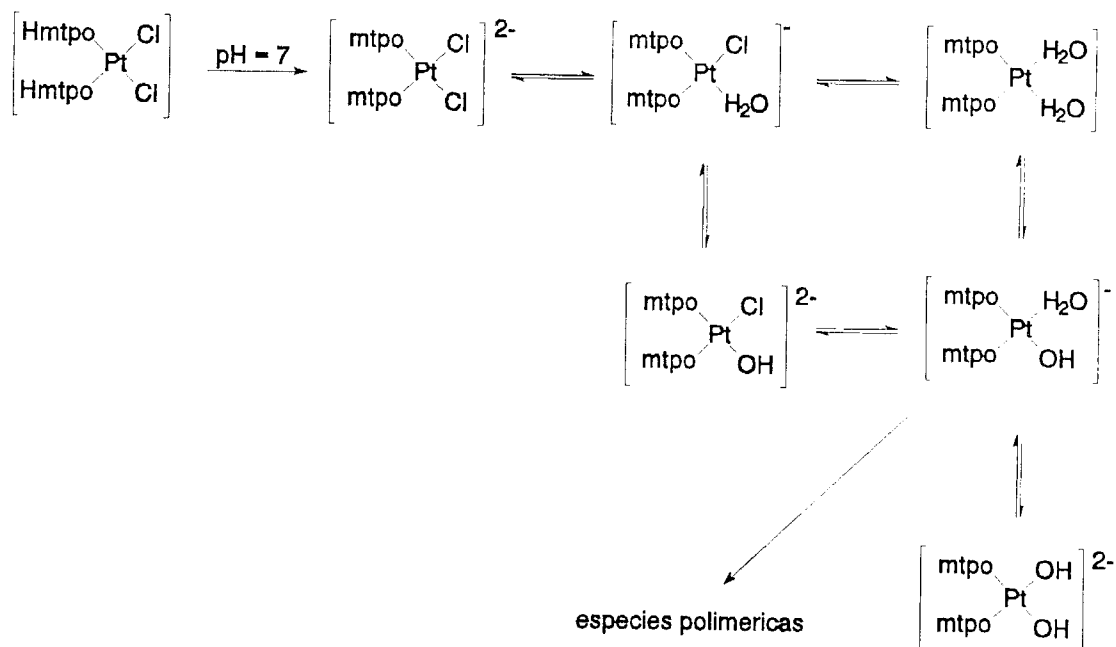 Hmtpo Cl
Pt
Hmtpo Cl
pH = 7
mtpo Cl 2-
Pt
mtpo Cl
mtpo Cl -
Pt
mtpo H₂O
mtpo H₂O
Pt
mtpo H₂O
mtpo Cl 2-
Pt
mtpo OH
mtpo H₂O -
Pt
mtpo OH
especies polimericas
mtpo OH 2-
Pt
mtpo OH